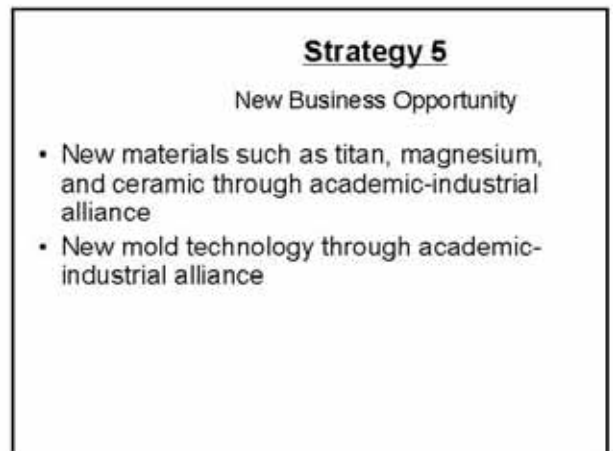 Strategy 5
New Business Opportunity
• New materials such as titan, magnesium,
and ceramic through academic-industrial
alliance
• New mold technology through academic-
industrial alliance